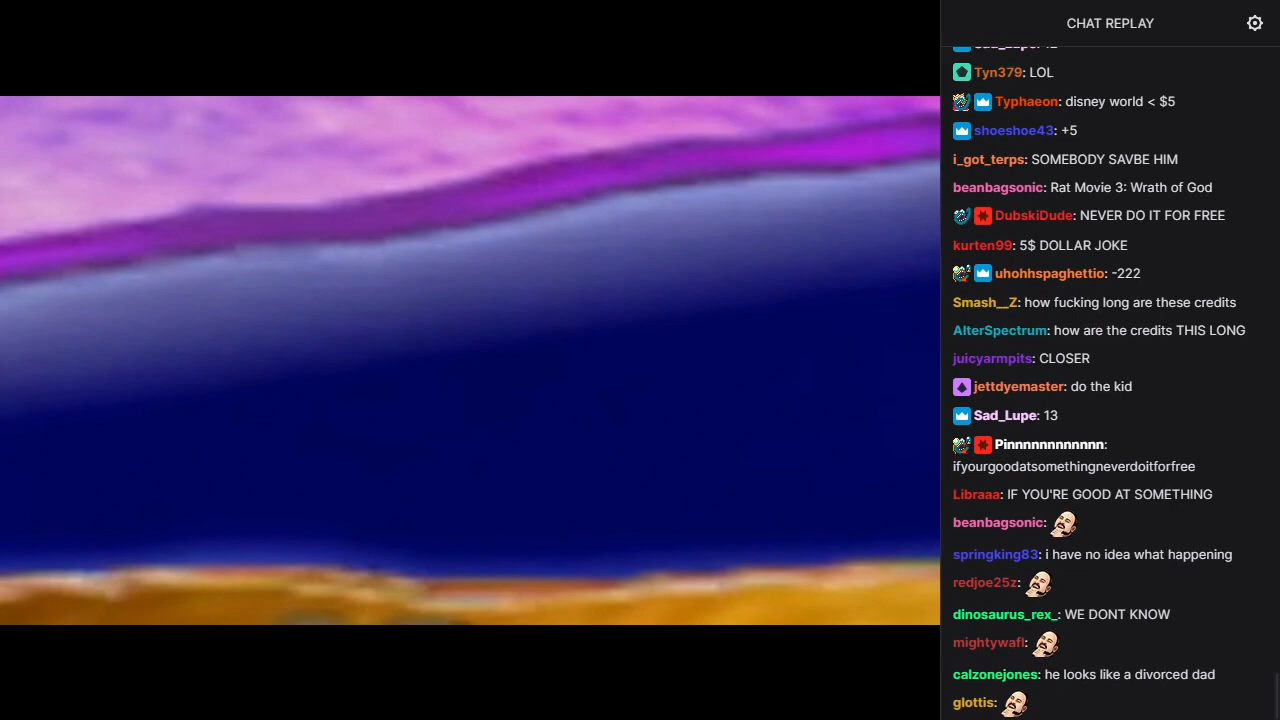 CHAT REPLAY
Tyn379: LOL
Typhaeon: disney world < $5
shoeshoe43: +5
i_got_terps: SOMEBODY SAVBE HIM
beanbagsonic: Rat Movie 3: Wrath of God
DubskiDude: NEVER DO IT FOR FREE
kurten99: 5$ DOLLAR JOKE
uhohhspaghettio: -222
Smash__Z: how fucking long are these credits
AlterSpectrum: how are the credits THIS LONG
juicyarmpits: CLOSER
jettdyemaster: do the kid
Sad_Lupe: 13
Pinnnnnnnnnnnn:
ifyourgoodatsomethingneverdoitforfree
Libraaa: IF YOU'RE GOOD AT SOMETHING
beanbagsonic:
springking83: i have no idea what happening
redjoe25z:
dinosaurus_rex_: WE DONT KNOW
mightywafl:
calzonejones: he looks like a divorced dad
glottis: